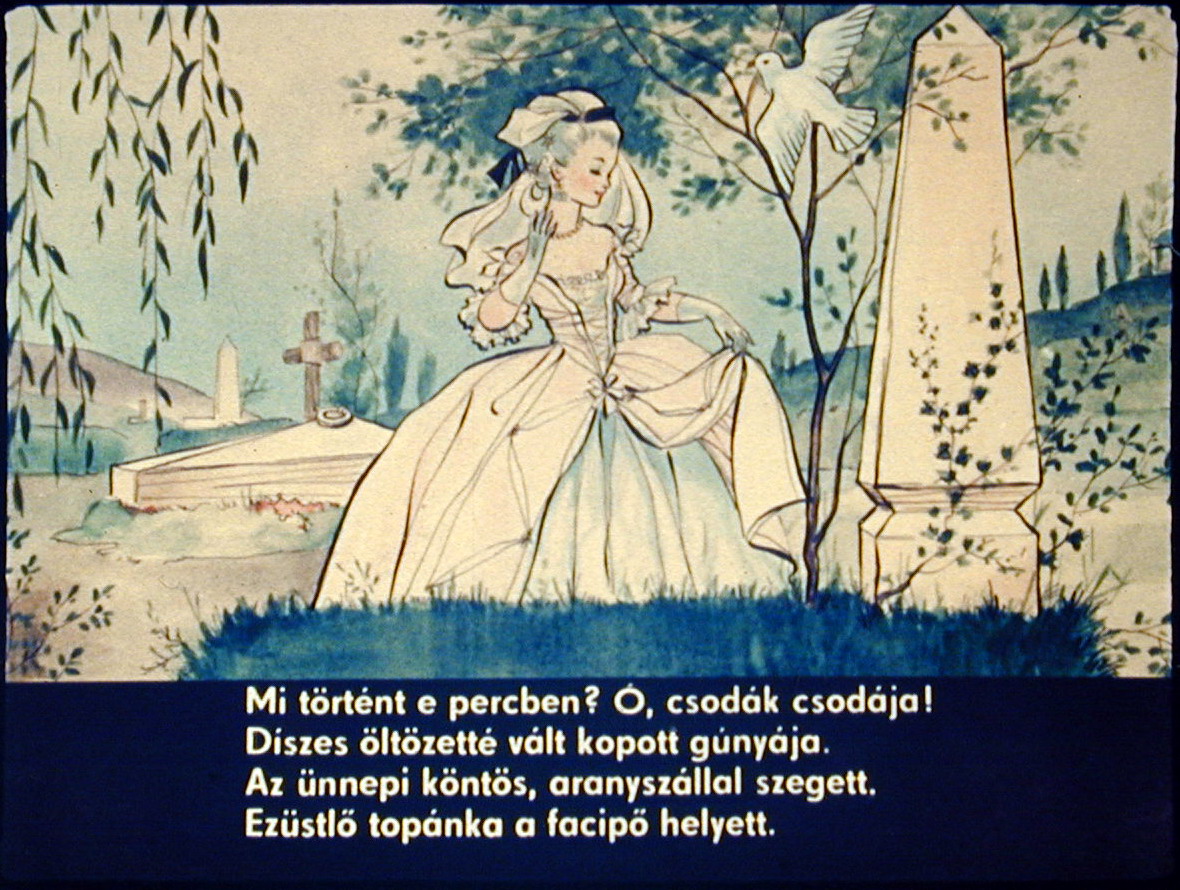 Mi történt e percben? Ó, csodák csodája!
Díszes öltözetté vált kopott gúnyája.
Az ünnepi köntös, aranyszállal szegett.
Ezüstlő topánka a facipő helyett.